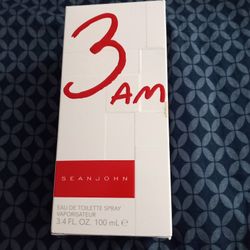 3
AM
SEANJOHN
EAU DE TOILETTE SPRAY
VAPORISATEUR
3.4 FL. OZ. 100 mL ℮